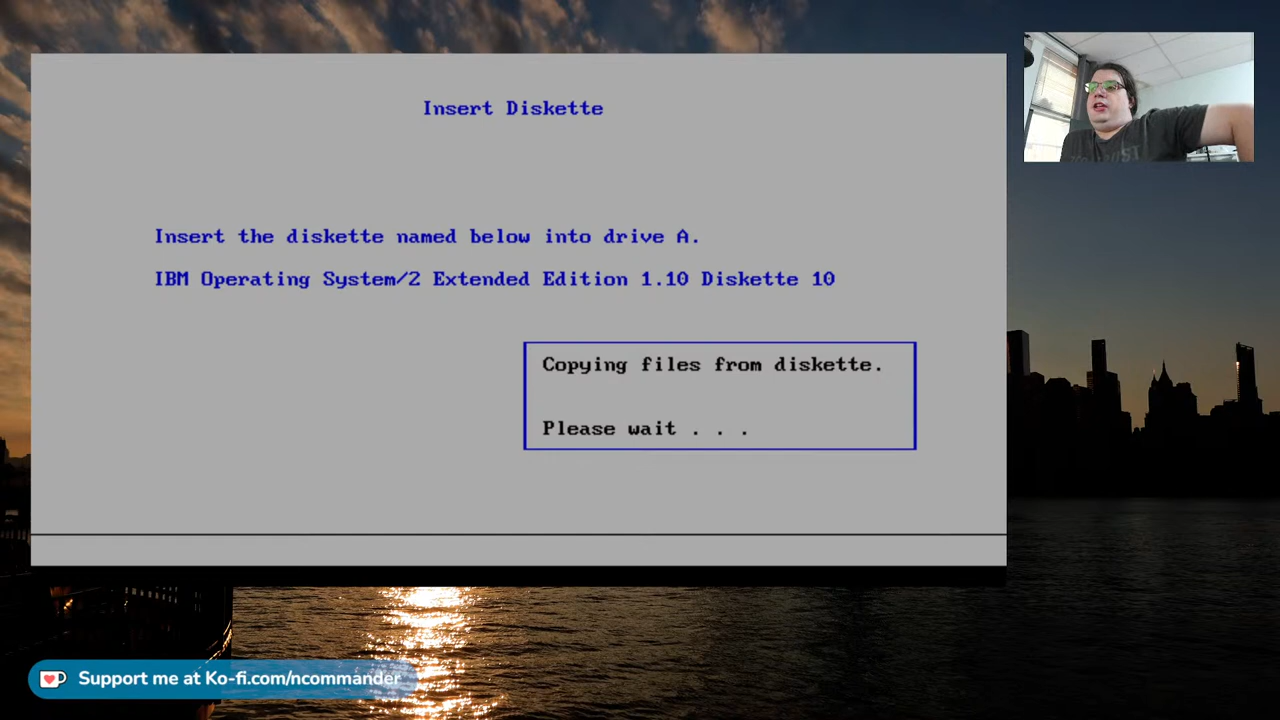 Insert Diskette
Insert the diskette named below into drive A.
IBM Operating System/2 Extended Edition 1.10 Diskette 10
Copying files from diskette.
Please wait . . .
Support me at Ko-fi.com/ncommander